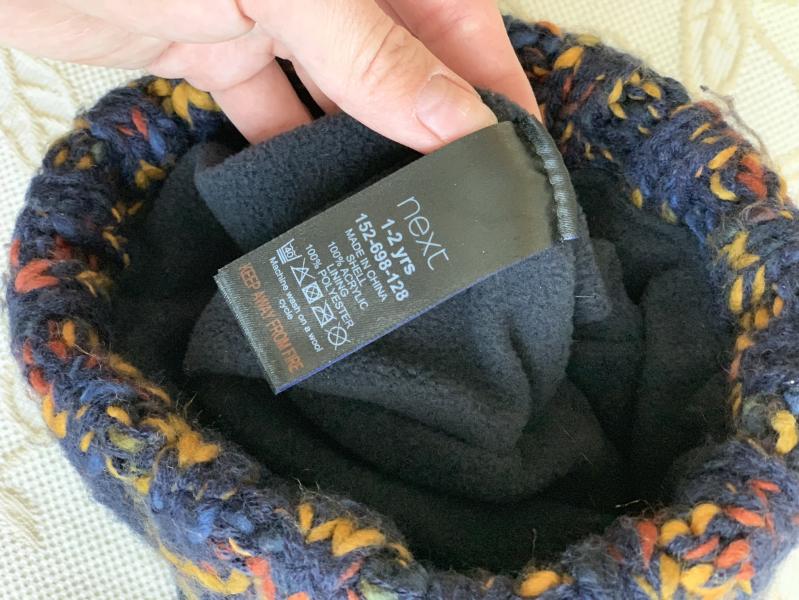 next
1-2 yrs
152-698-128
MADE IN CHINA
SHELL
100% ACRYLIC
LINING
100% POLYESTER
40
Machine wash on a wool
cycle
KEEP AWAY FROM FIRE